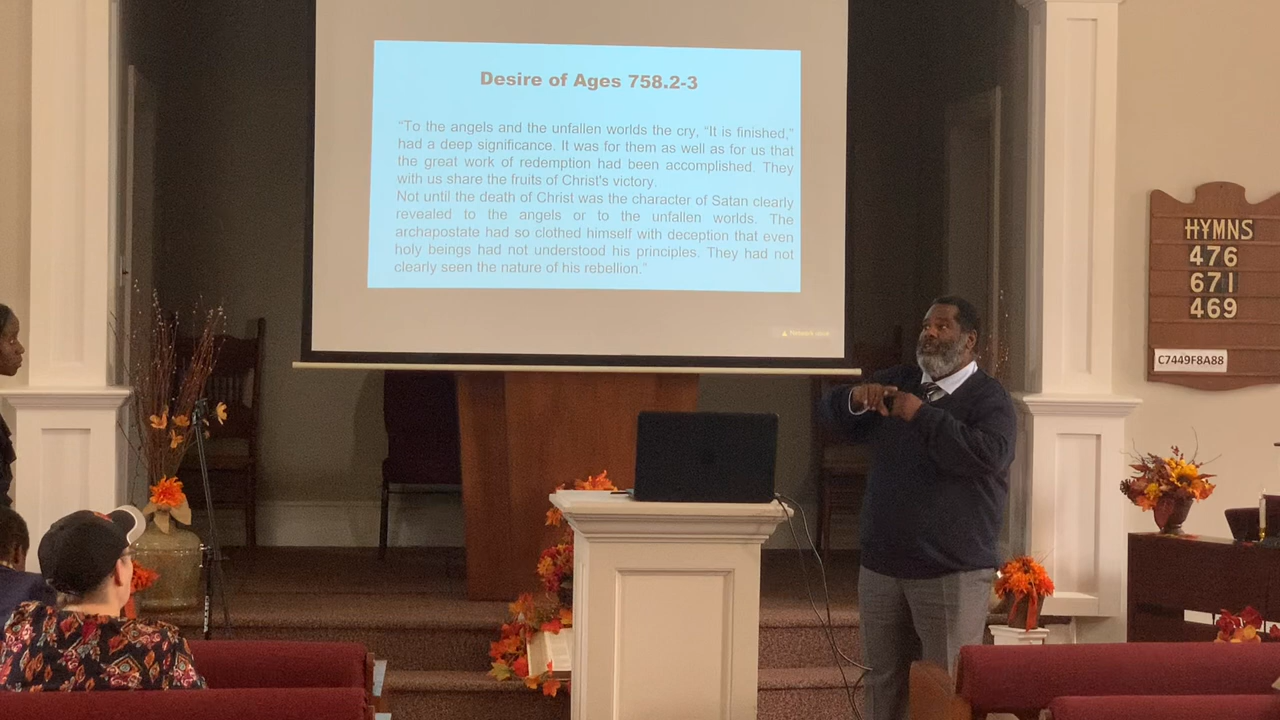 Desire of Ages 758.2-3
“To the angels and the unfallen worlds the cry, “It is finished,”
had a deep significance. It was for them as well as for us that
the great work of redemption had been accomplished. They
with us share the fruits of Christ's victory.
Not until the death of Christ was the character of Satan clearly
revealed to the angels or to the unfallen worlds. The
archapostate had so clothed himself with deception that even
holy beings had not understood his principles. They had not
clearly seen the nature of his rebellion.”
HYMNS
476
671
469
C7449F8A88